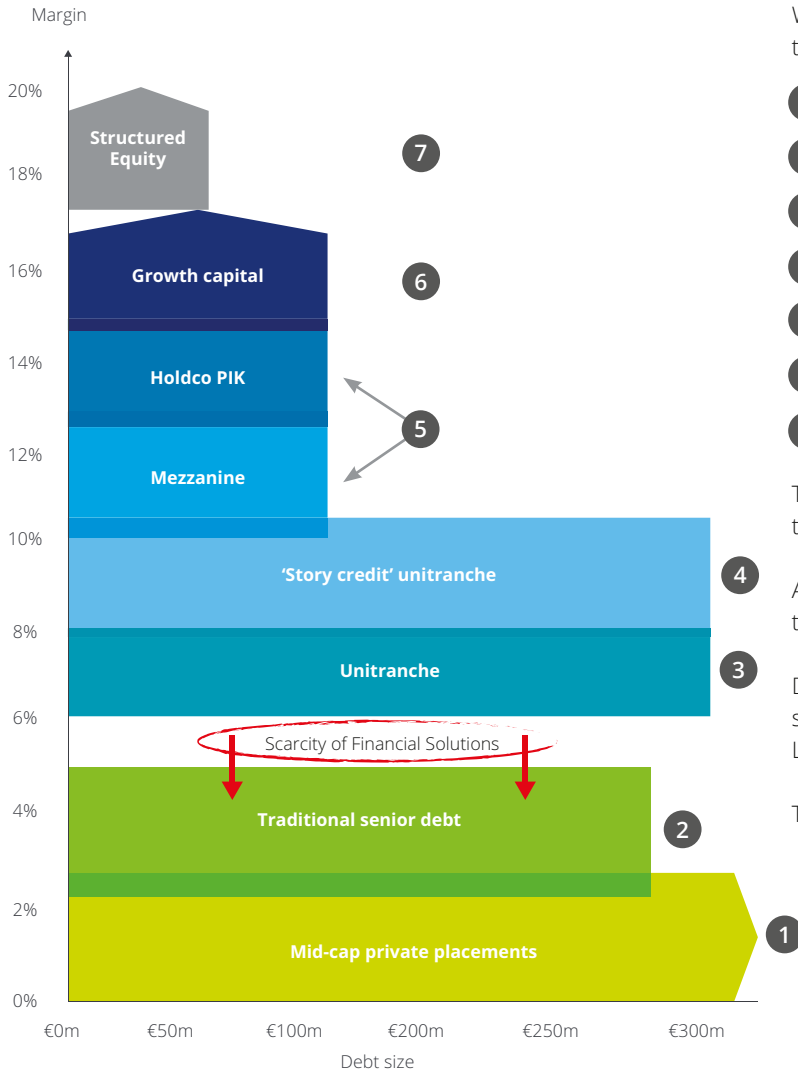 Margin
20%
Structured
Equity
7
18%
Growth capital
6
16%
14%
Holdco PIK
5
12%
Mezzanine
10%
‘Story credit’ unitranche
4
8%
Unitranche
3
6%
Scarcity of Financial Solutions
4%
Traditional senior debt
2
2%
Mid-cap private placements
1
0%
€0m €50m €100m €200m €250m €300m
Debt size